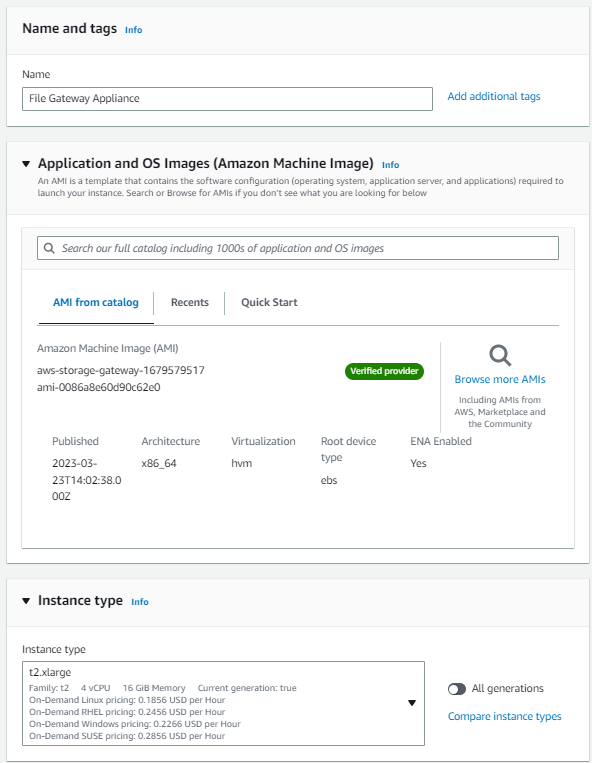 Name and tags Info
Name
File Gateway Appliance
Add additional tags
Application and OS Images (Amazon Machine Image) Info
An AMI is a template that contains the software configuration (operating system, application server, and applications) required to
launch your instance. Search or Browse for AMIs if you don't see what you are looking for below
Search our full catalog including 1000s of application and OS images
AMI from catalog
Recents
Quick Start
Amazon Machine Image (AMI)
aws-storage-gateway-1679579517
ami-0086a8e60d90c62e0
Verified provider
Browse more AMIs
Including AMIs from
AWS, Marketplace and
the Community
Published
2023-03-
23T14:02:38.0
00Z
Architecture
x86_64
Virtualization
hvm
Root device
type
ebs
ENA Enabled
Yes
Instance type Info
Instance type
t2.xlarge
Family: t2 4 vCPU 16 GiB Memory Current generation: true
On-Demand Linux pricing: 0.1856 USD per Hour
On-Demand RHEL pricing: 0.2456 USD per Hour
On-Demand Windows pricing: 0.2266 USD per Hour
On-Demand SUSE pricing: 0.2856 USD per Hour
All generations
Compare instance types